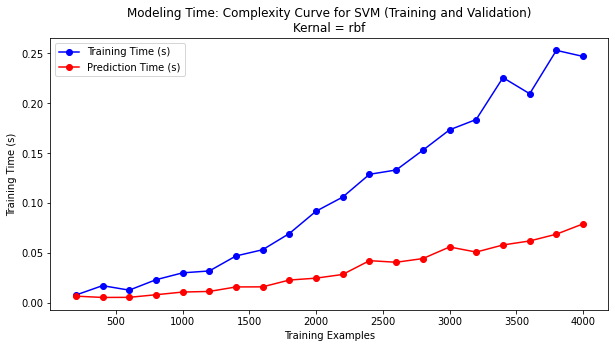 Modeling Time: Complexity Curve for SVM (Training and Validation)
Kernal = rbf
Training Time (s)
Prediction Time (s)
0.25
0.20
0.15
0.10
0.05
0.00
Training Time (s)
500
1000
1500
2000
2500
3000
3500
4000
Training Examples